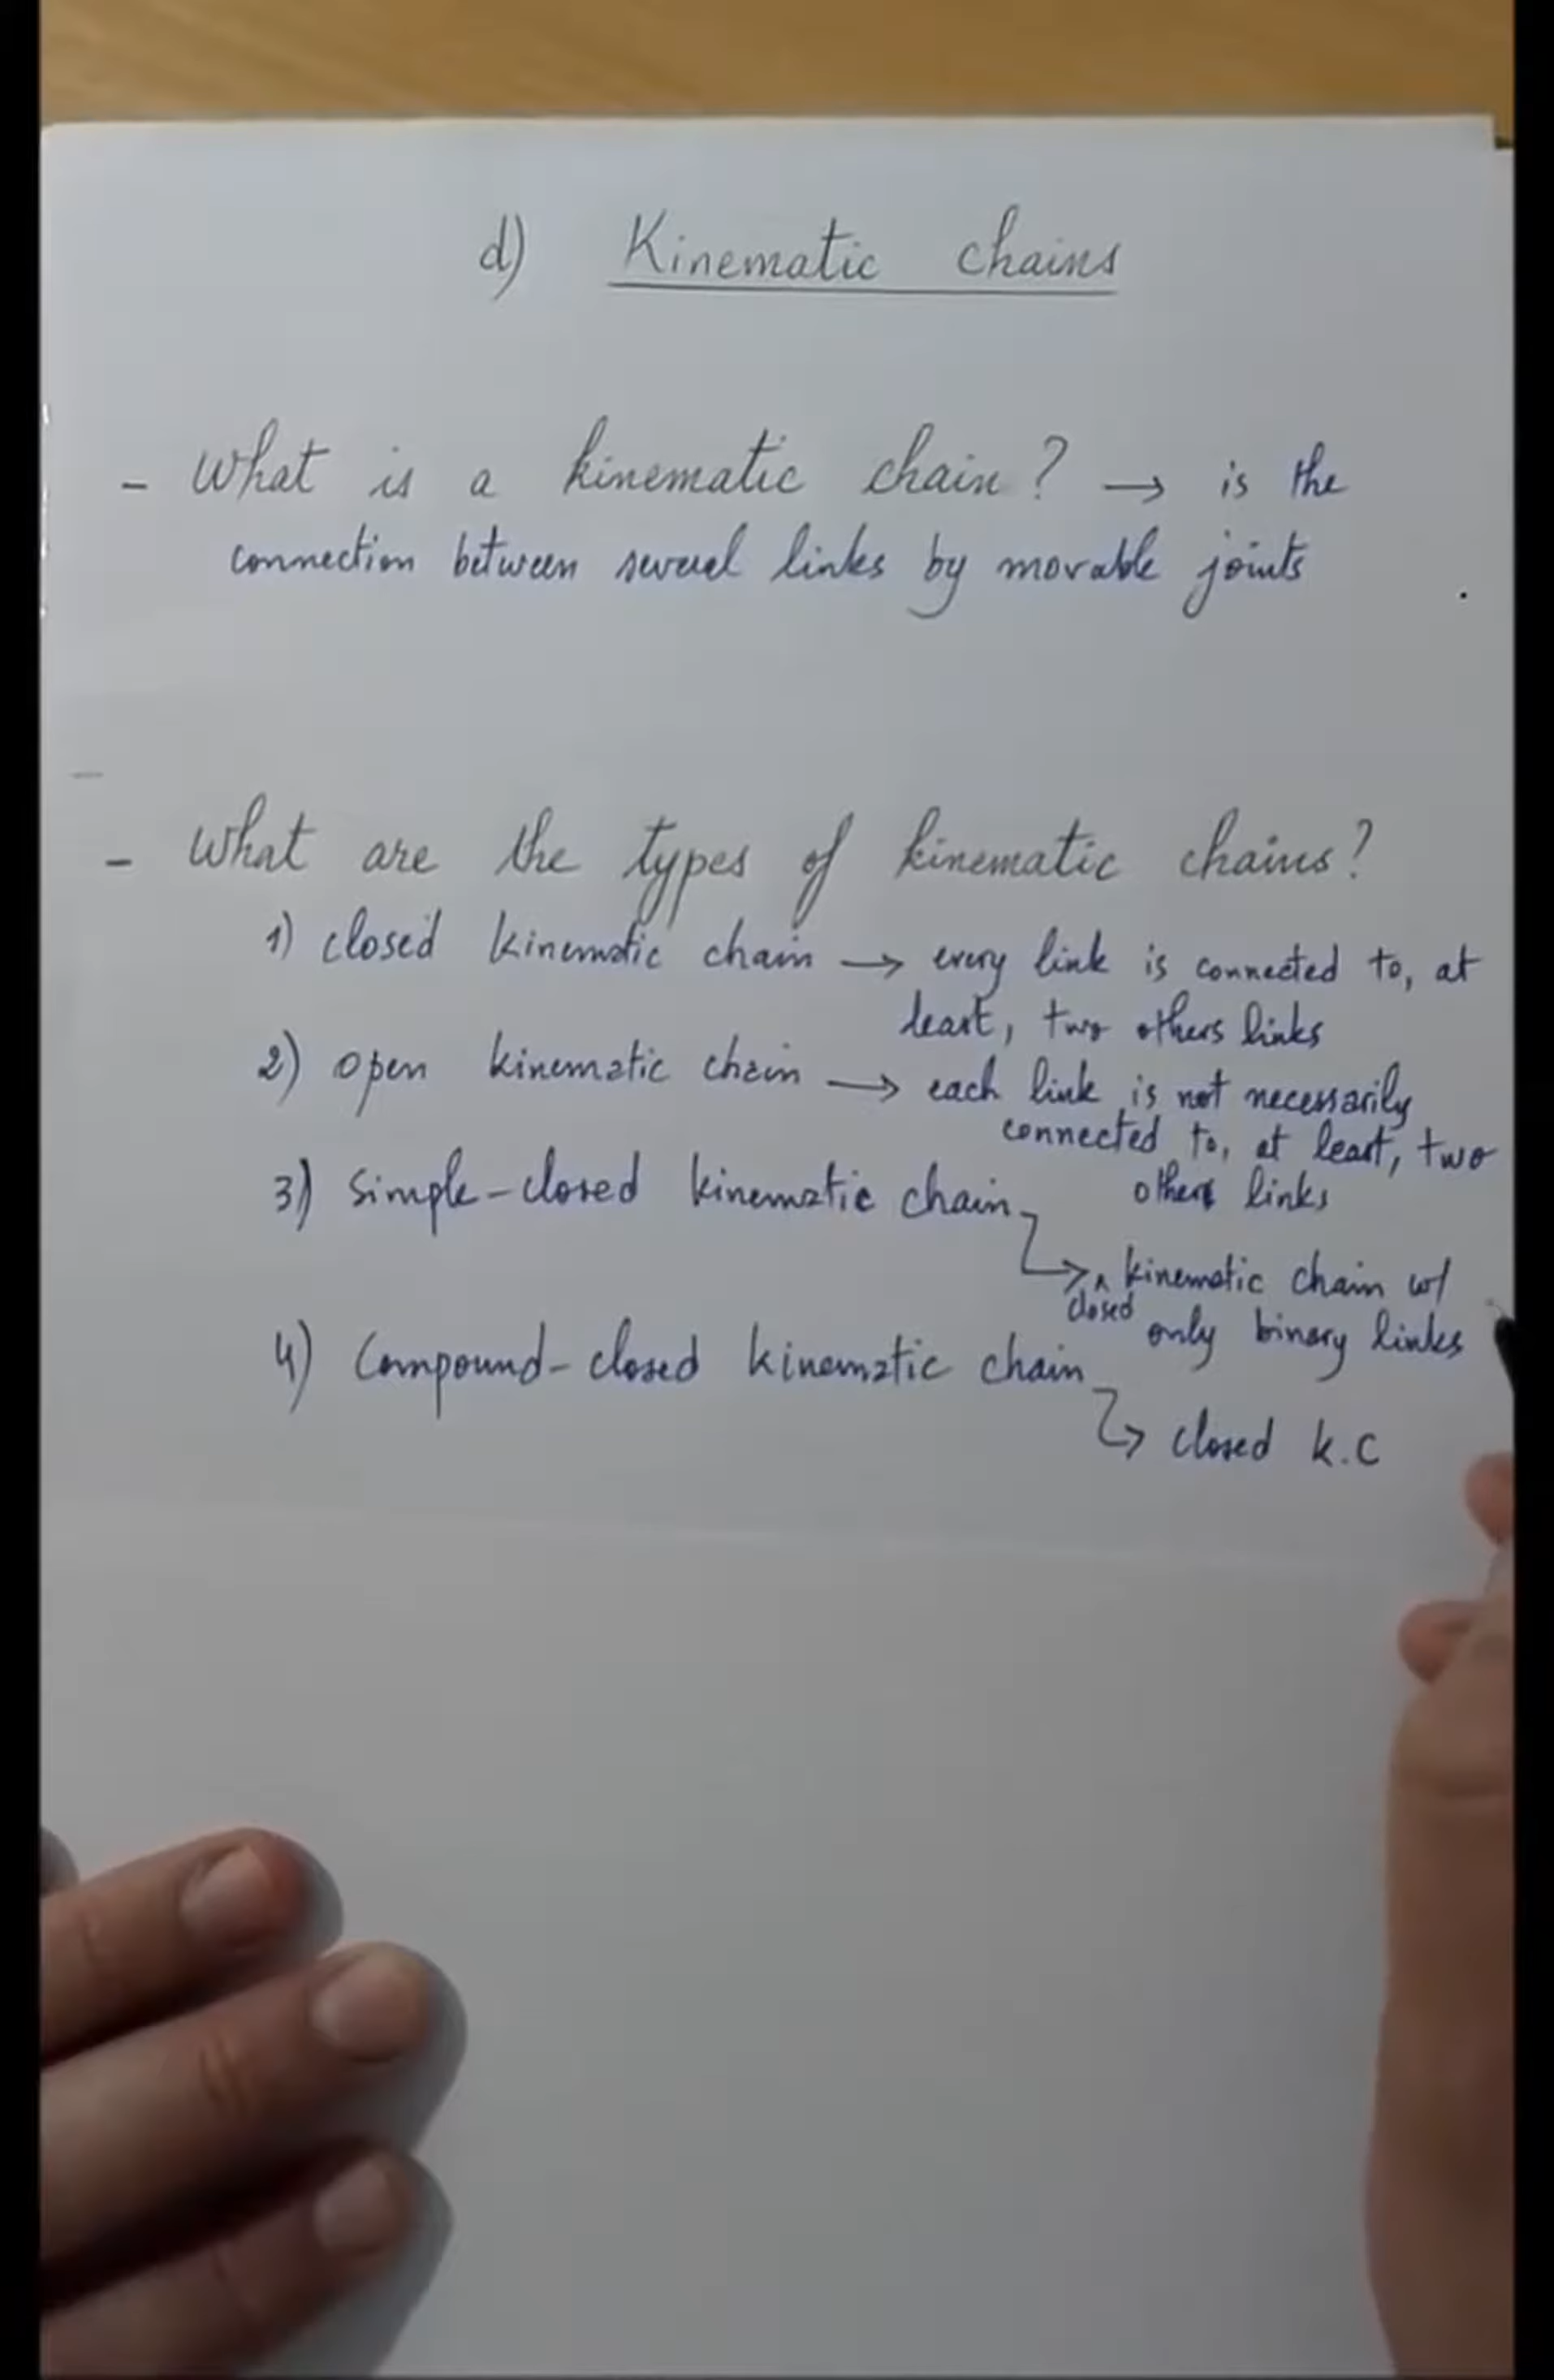 d) Kinematic chains
- What is a kinematic chain? → is the
connection between several links by movable joints
- What are the types of kinematic chains?
1) closed kinematic chain → every link is connected to, at
least, two others links
2) open kinematic chain → each link is not necessarily
connected to, at least, two
others links
3) Simple-closed kinematic chain
closed kinematic chain w/
only binary links
4) Compound-closed kinematic chain
closed k.c